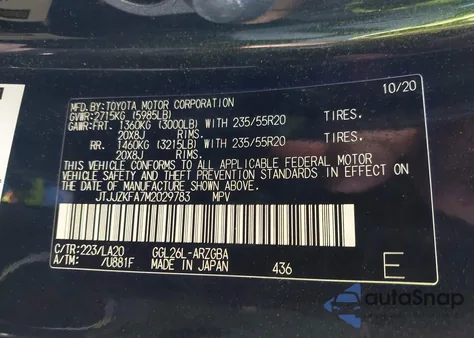 MFD. BY: TOYOTA MOTOR CORPORATION 10/20
GVWR: 2715KG (5985LB)
GAWR: FRT. 1360KG (3000LB) WITH 235/55R20 TIRES.
20X8J RIMS.
RR. 1460KG (3215LB) WITH 235/55R20 TIRES.
20X8J RIMS.
THIS VEHICLE CONFORMS TO ALL APPLICABLE FEDERAL MOTOR
VEHICLE SAFETY AND THEFT PREVENTION STANDARDS IN EFFECT ON
THE DATE OF MANUFACTURE SHOWN ABOVE.
JTJJZKFA7M2029783 MPV
C/TR: 223/LA20 GGL26L-ARZGBA
A/TM: /U881F MADE IN JAPAN 436 E
autoSnap